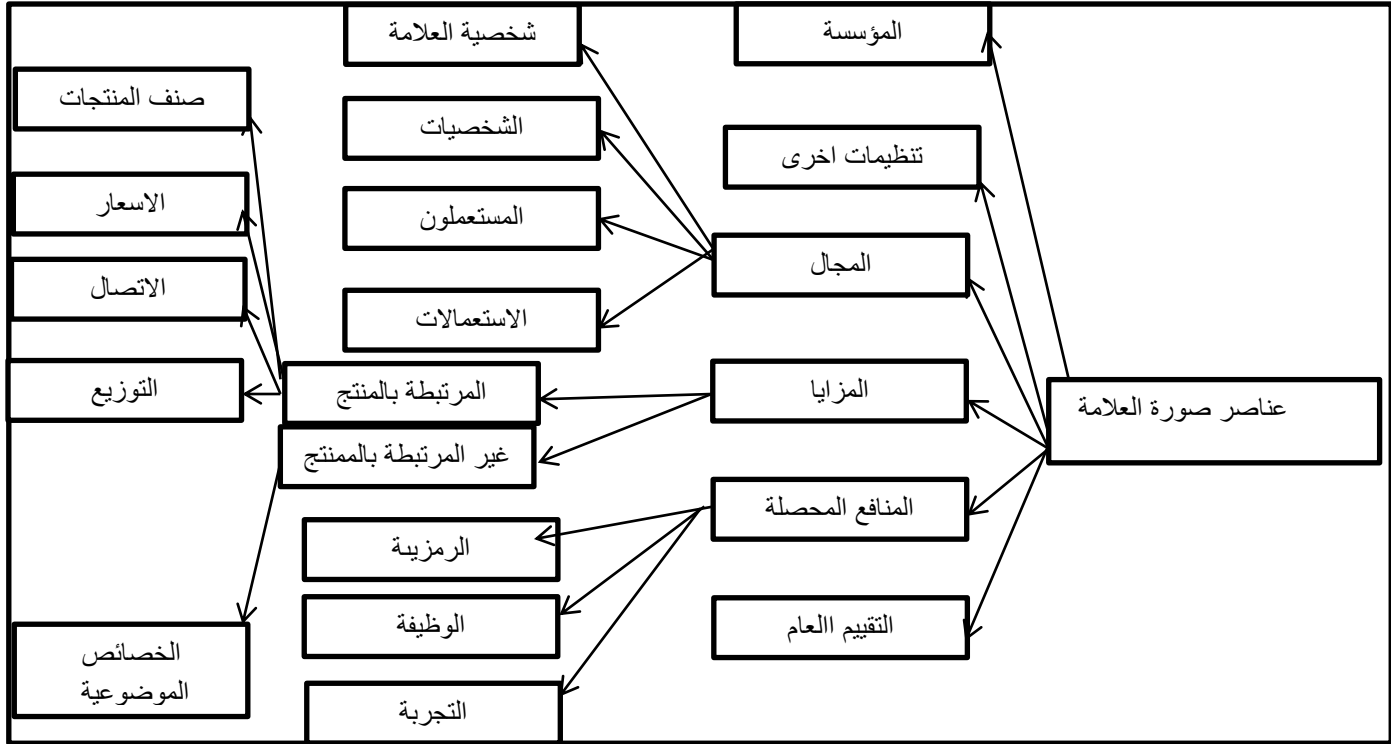 المؤسسة
شخصية العلامة
صنف المنتجات
الشخصيات
تنظيمات اخرى
الاسعار
المستعملون
المجال
الاتصال
الاستعمالات
التوزيع
المرتبطة بالمنتج
المزايا
عناصر صورة العلامة
غير المرتبطة بالممنتج
المنافع المحصلة
الرمزيىة
الوظيفة
التقييم االعام
الخصائص
الموضوعية
التجربة